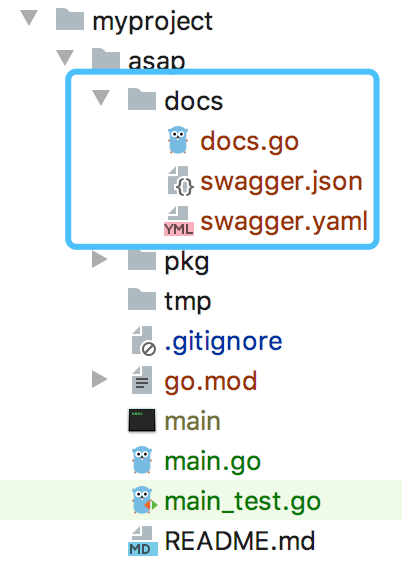 myproject
asap
docs
docs.go
swagger.json
YML swagger.yaml
pkg
tmp
.gitignore
go.mod
main
main.go
main_test.go
MD README.md